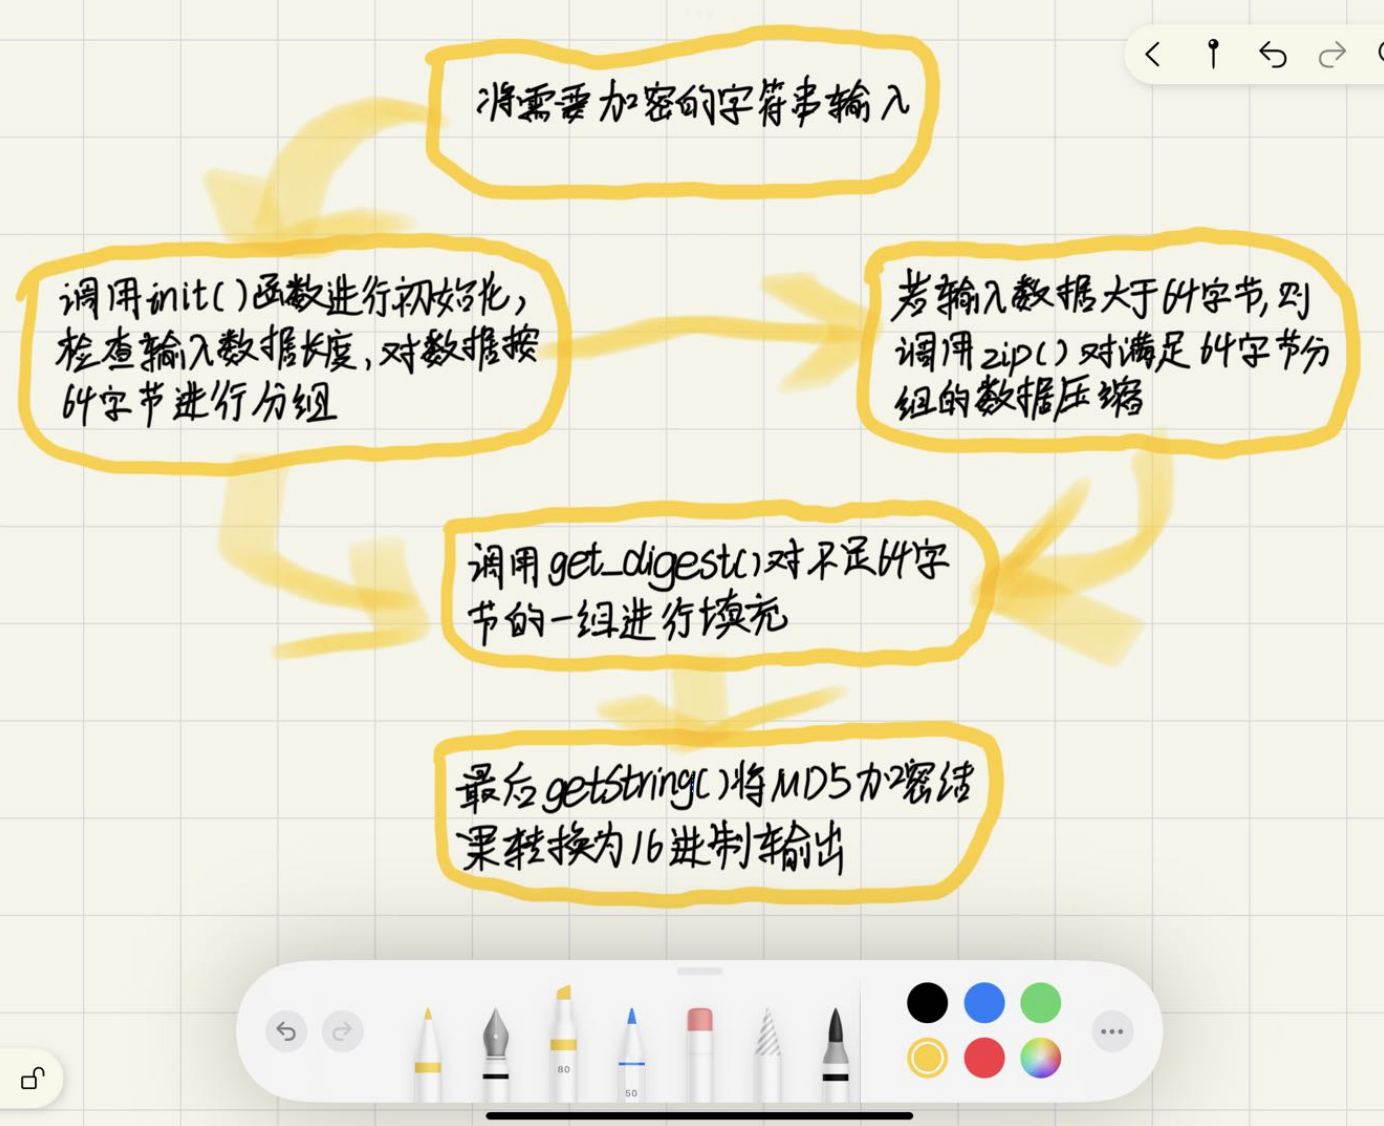 将需要加密的字符串输入
调用init()函数进行初始化,
检查输入数据长度,对数据按
64字节进行分组
若输入数据大于64字节,则
调用zip()对满足64字节分
组的数据压缩
调用get_digest()对不足64字
节的一组进行填充
最后getString()将MD5加密结
果转换为16进制输出
80
50